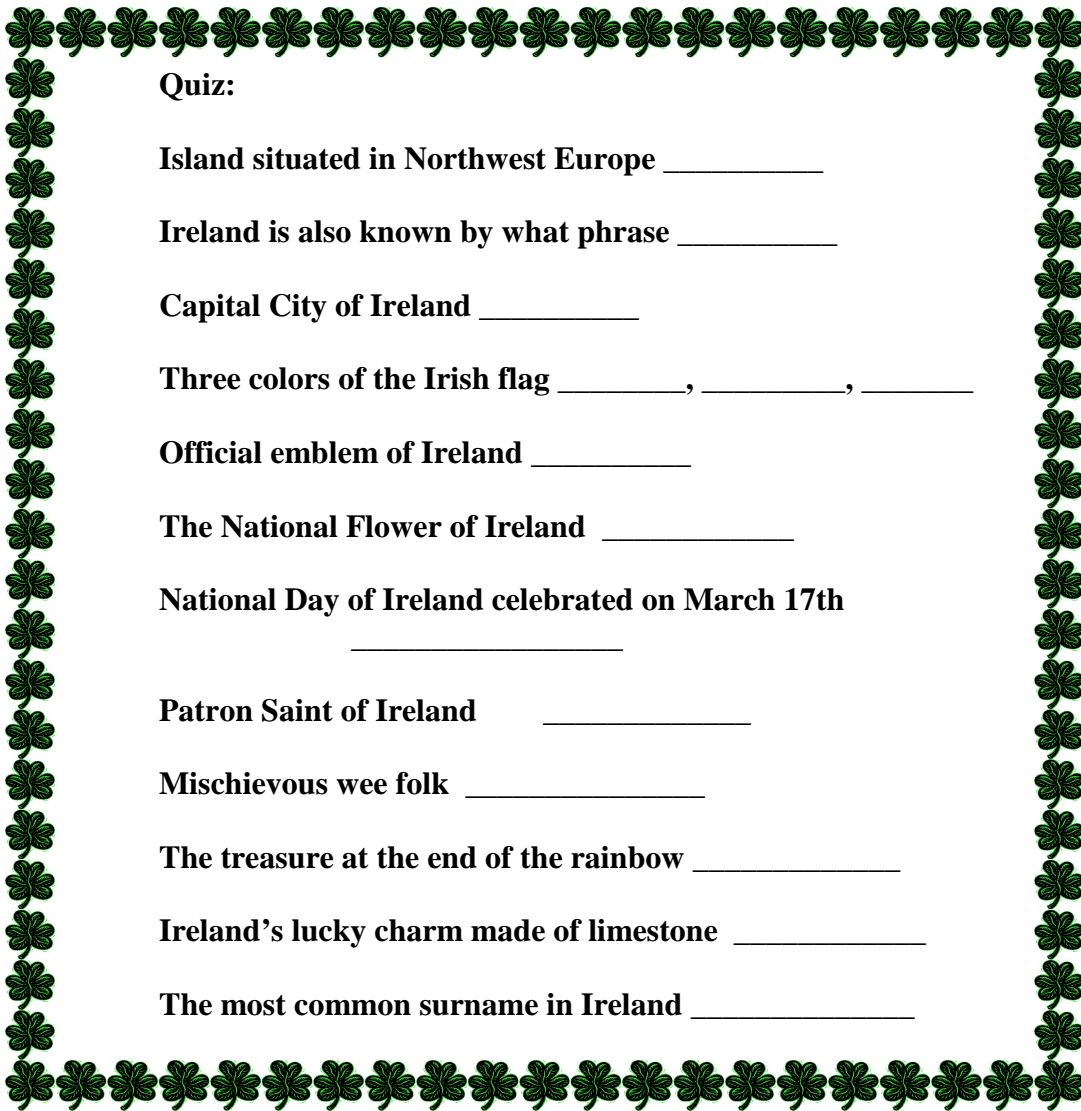 Quiz:
Island situated in Northwest Europe __________
Ireland is also known by what phrase __________
Capital City of Ireland __________
Three colors of the Irish flag ________, _________, _______
Official emblem of Ireland __________
The National Flower of Ireland ____________
National Day of Ireland celebrated on March 17th
_________________
Patron Saint of Ireland _____________
Mischievous wee folk _______________
The treasure at the end of the rainbow _____________
Ireland’s lucky charm made of limestone ____________
The most common surname in Ireland ______________